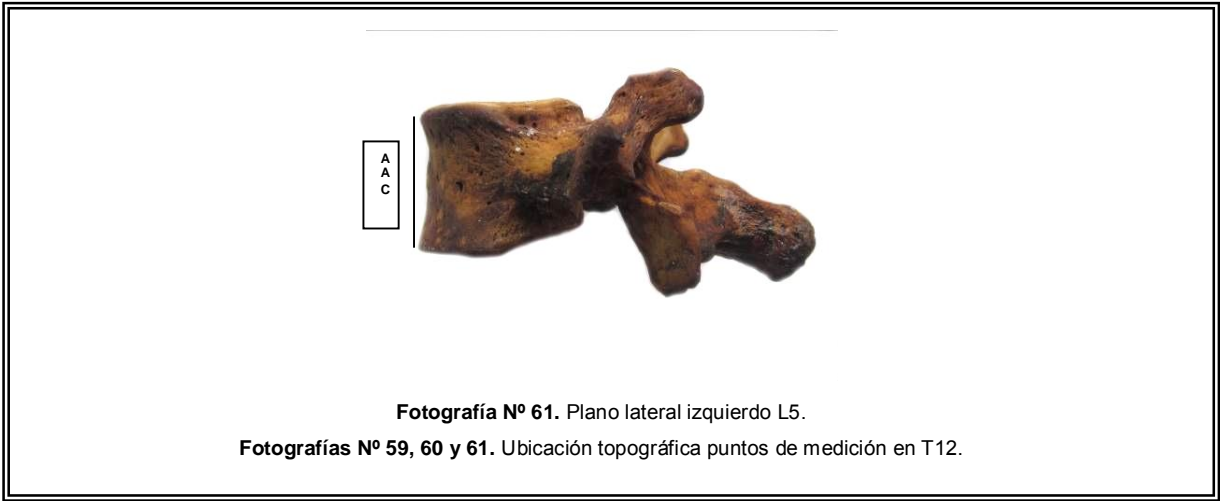 A
A
C
Fotografía Nº 61. Plano lateral izquierdo L5.
Fotografías Nº 59, 60 y 61. Ubicación topográfica puntos de medición en T12.